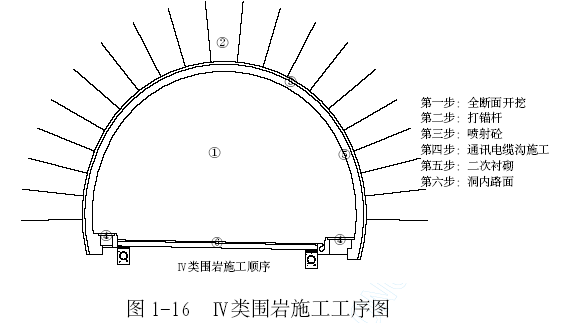 ②
③
第一步：全断面开挖
第二步：打锚杆
第三步：喷射砼
①
⑤
第四步：通讯电缆沟施工
第五步：二次衬砌
第六步：洞内路面
④
⑥
④
Ⅳ类围岩施工顺序
图 1-16 Ⅳ类围岩施工工序图